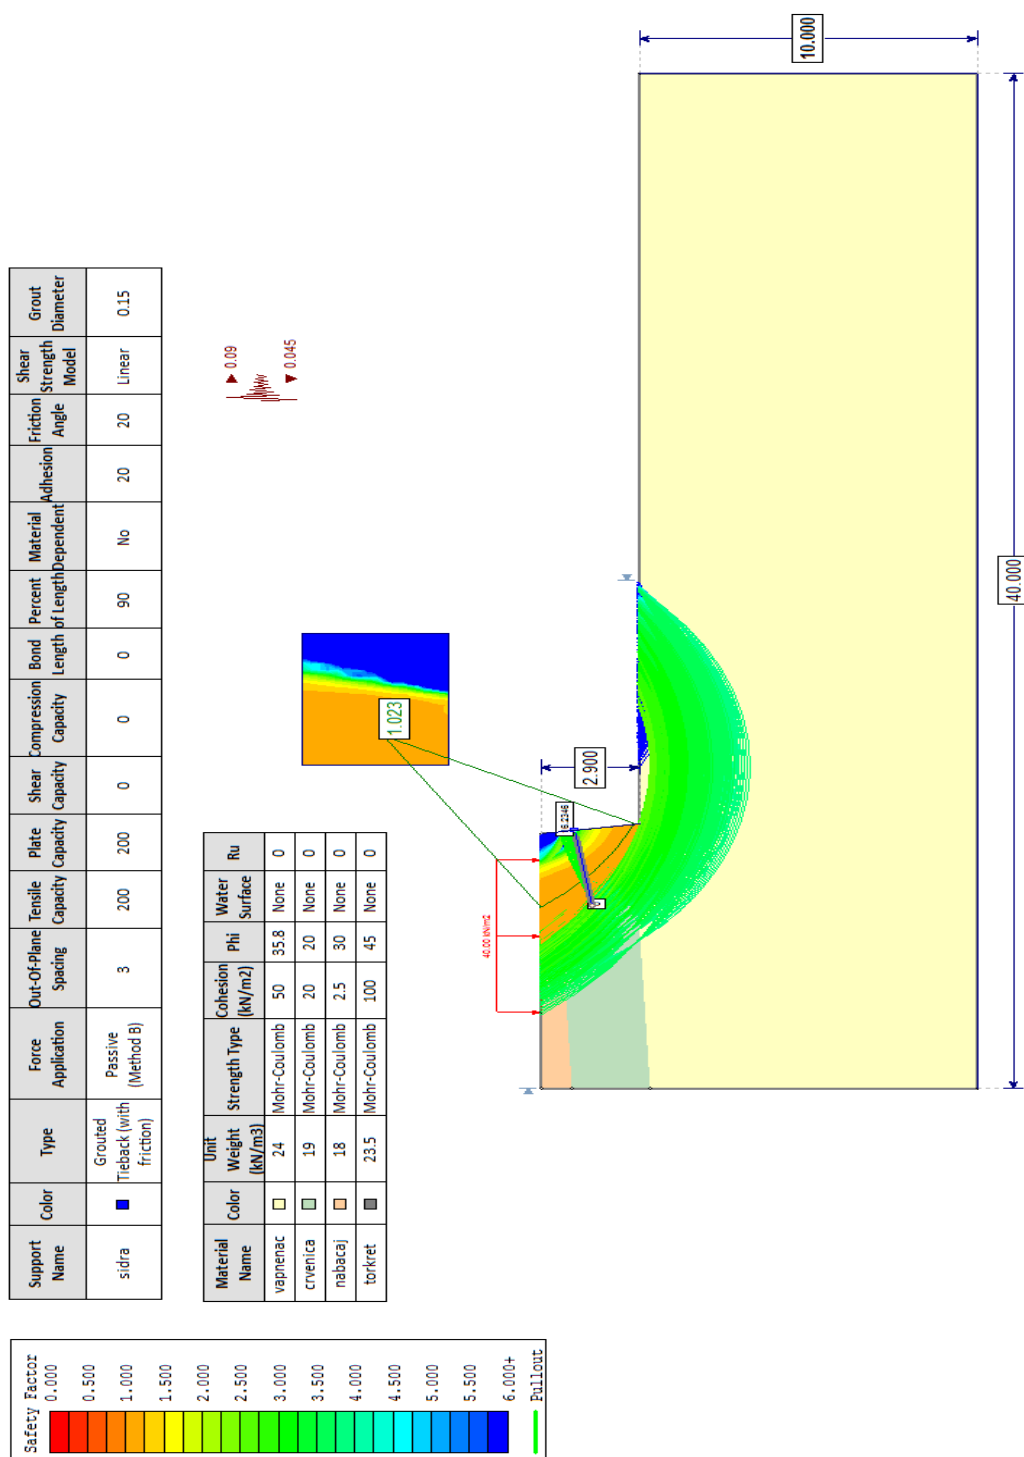 Safety Factor
0.000
0.500
1.000
1.500
2.000
2.500
3.000
3.500
4.000
4.500
5.000
5.500
6.000+
Pullout
Support Name
Color
Type
Force Application
Out-Of-Plane Spacing
Tensile Capacity
Plate Capacity
Shear Capacity
Compression Capacity
Bond Length
Percent of Length
Material Dependent
Adhesion
Friction Angle
Shear Strength Model
Grout Diameter
sidra
Grouted Tieback (with friction)
Passive (Method B)
3
200
200
0
0
0
90
No
20
20
Linear
0.15
Material Name
Color
Unit Weight (kN/m3)
Strength Type
Cohesion (kN/m2)
Phi
Water Surface
Ru
vapnenac
24
Mohr-Coulomb
50
35.8
None
0
crvenica
19
Mohr-Coulomb
20
20
None
0
nabacaj
18
Mohr-Coulomb
2.5
30
None
0
torkret
23.5
Mohr-Coulomb
100
45
None
0
0.09
0.045
1.023
40.00 kN/m2
2.900
10.000
40.000